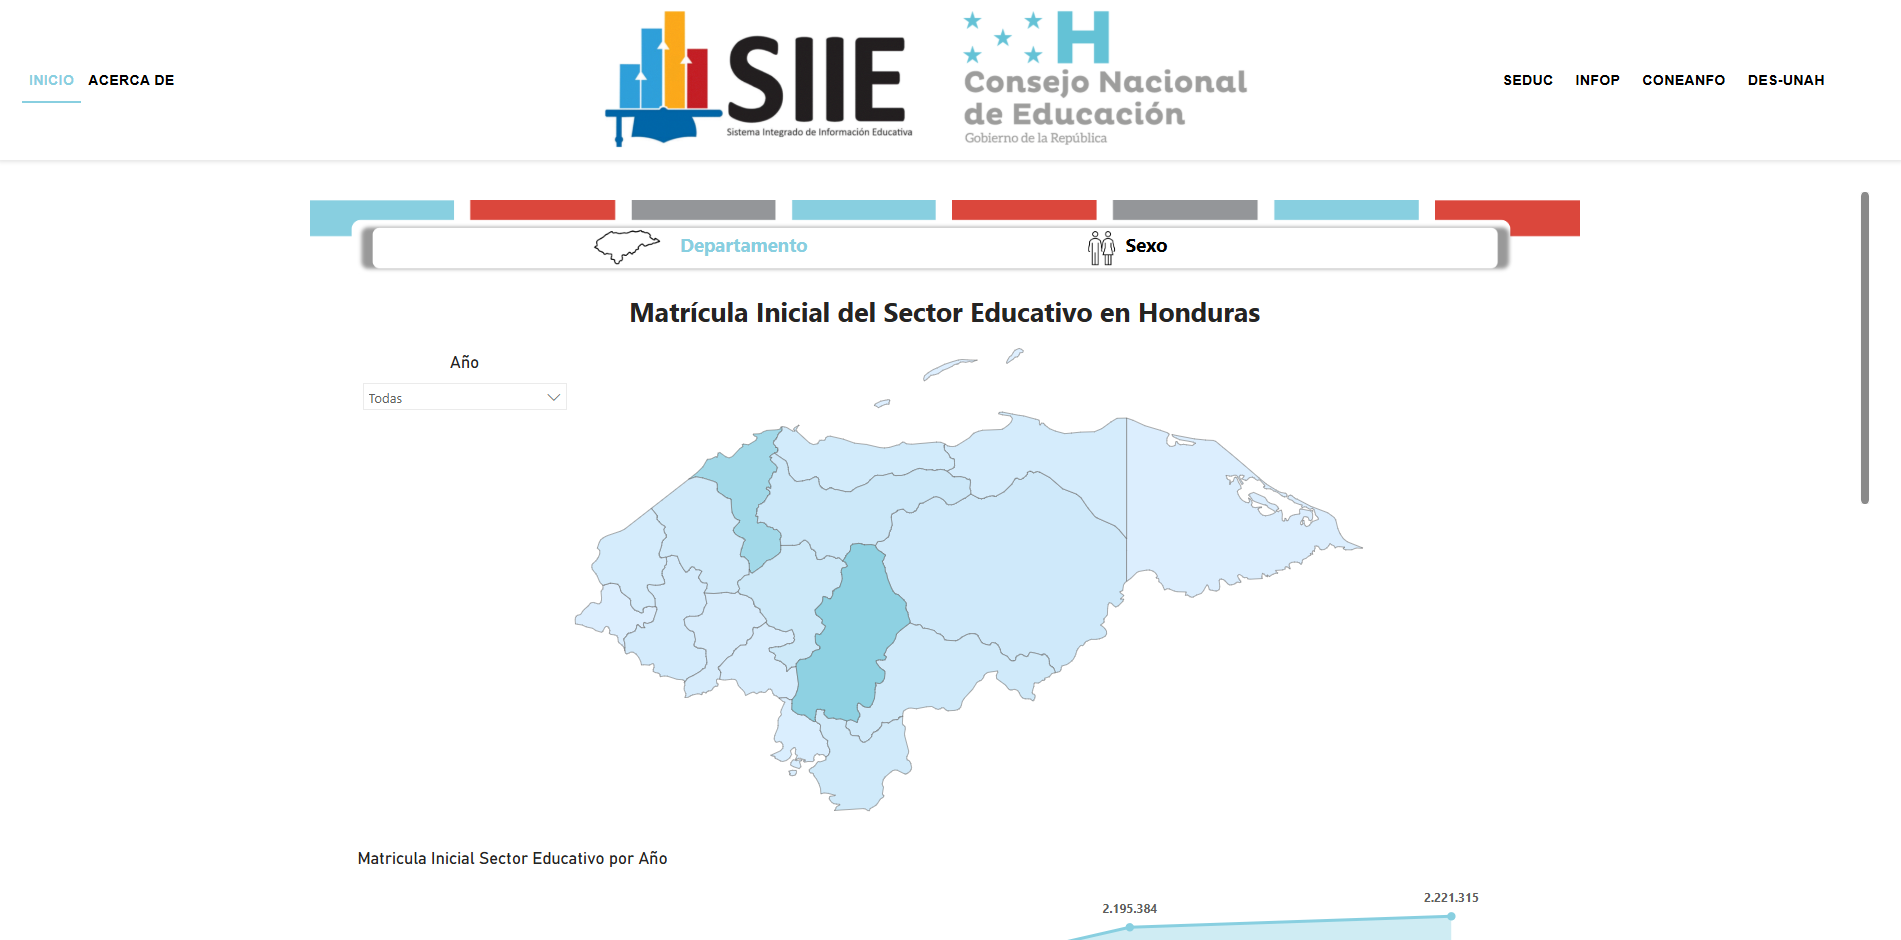 INICIO
ACERCA DE
SIIE
Sistema Integrado de Información Educativa
H
Consejo Nacional
de Educación
Gobierno de la República
SEDUC
INFOP
CONEANFO
DES-UNAH
Departamento
Sexo
Matrícula Inicial del Sector Educativo en Honduras
Año
Todas
Matricula Inicial Sector Educativo por Año
2.195.384
2.221.315